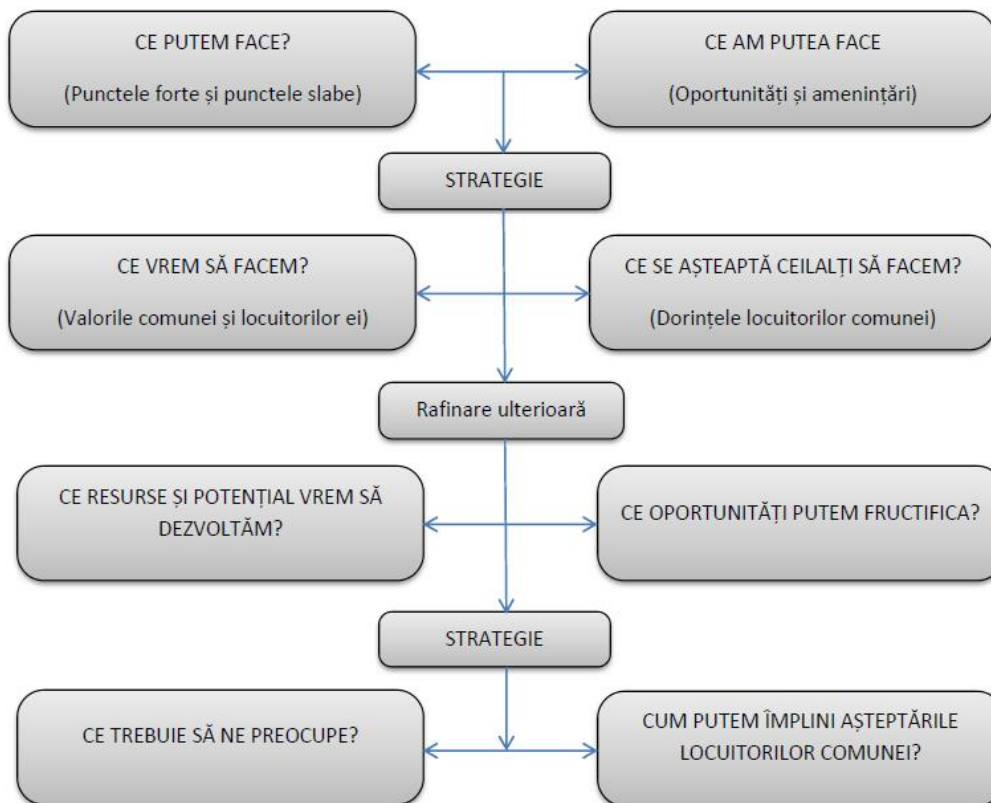 CE PUTEM FACE?
(Punctele forte și punctele slabe)
CE AM PUTEA FACE
(Oportunități și amenințări)
STRATEGIE
CE VREM SĂ FACEM?
(Valorile comunei și locuitorilor ei)
CE SE AȘTEAPTĂ CEILALȚI SĂ FACEM?
(Dorințele locuitorilor comunei)
Rafinare ulterioară
CE RESURSE ȘI POTENȚIAL VREM SĂ
DEZVOLTĂM?
CE OPORTUNITĂȚI PUTEM FRUCTIFICA?
STRATEGIE
CE TREBUIE SĂ NE PREOCUPE?
CUM PUTEM ÎMPLINI AȘTEPTĂRILE
LOCUITORILOR COMUNEI?